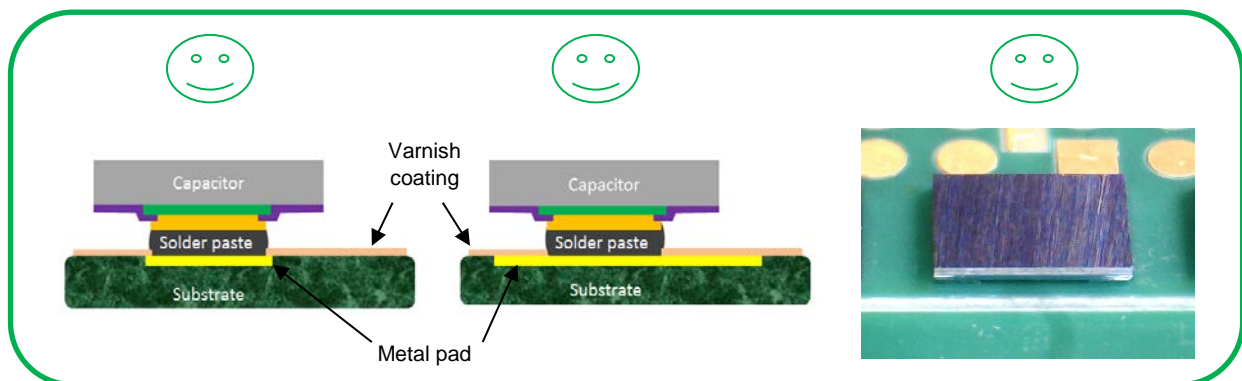 Varnish
coating
Capacitor
Capacitor
Solder paste
Solder paste
Substrate
Substrate
Metal pad